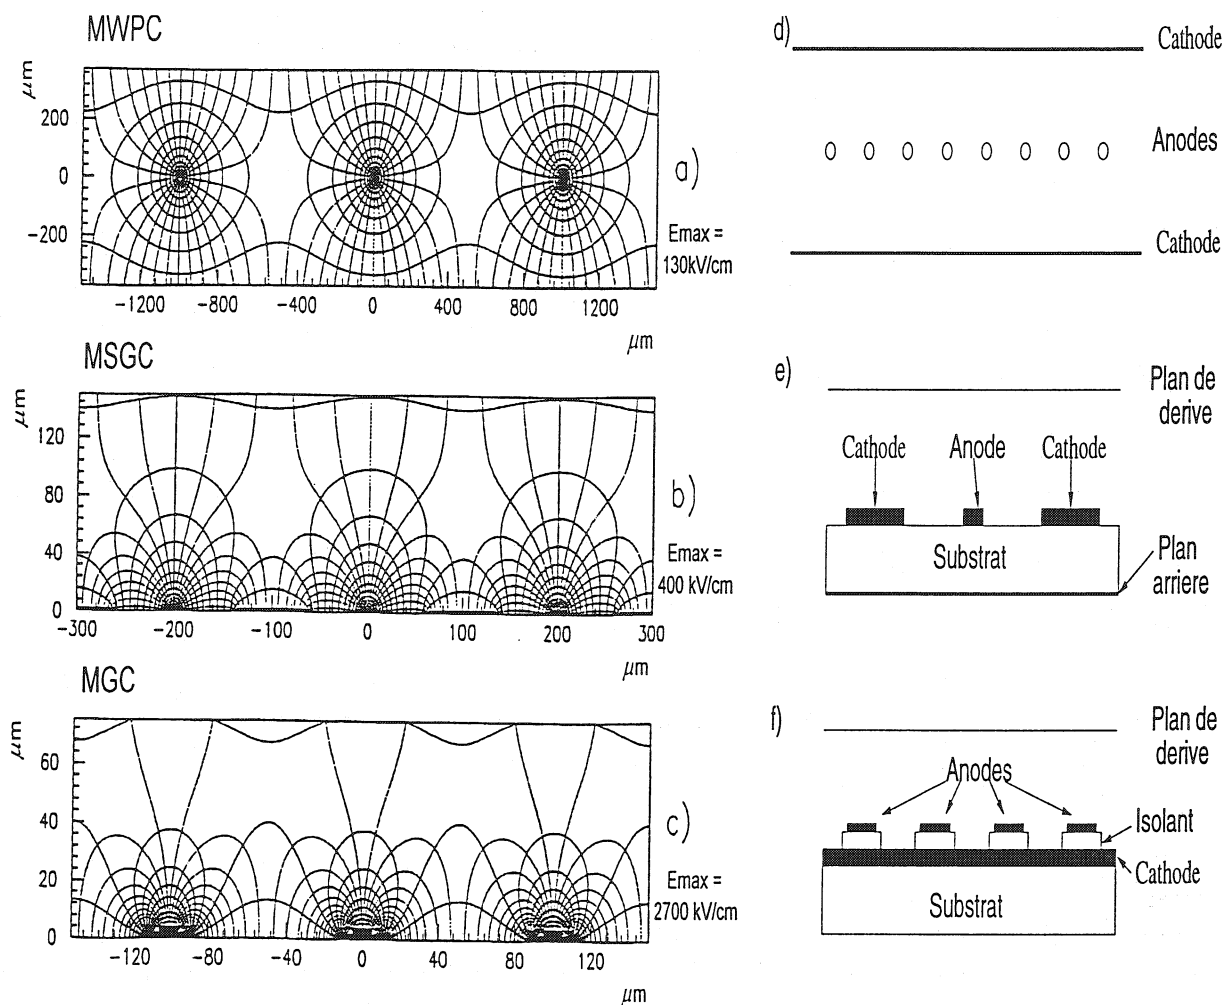 MWPC
μm
200
0
−200
−1200 −800 −400 0 400 800 1200
μm
a)
Emax =
130kV/cm
d)
Cathode
Anodes
Cathode
MSGC
μm
120
80
40
0
−300 −200 −100 0 100 200 300
μm
b)
Emax =
400 kV/cm
e)
Plan de
derive
Cathode Anode Cathode
Substrat
Plan
arriere
MGC
μm
60
40
20
0
−120 −80 −40 0 40 80 120
μm
c)
Emax =
2700 kV/cm
f)
Plan de
derive
Anodes
Isolant
Cathode
Substrat